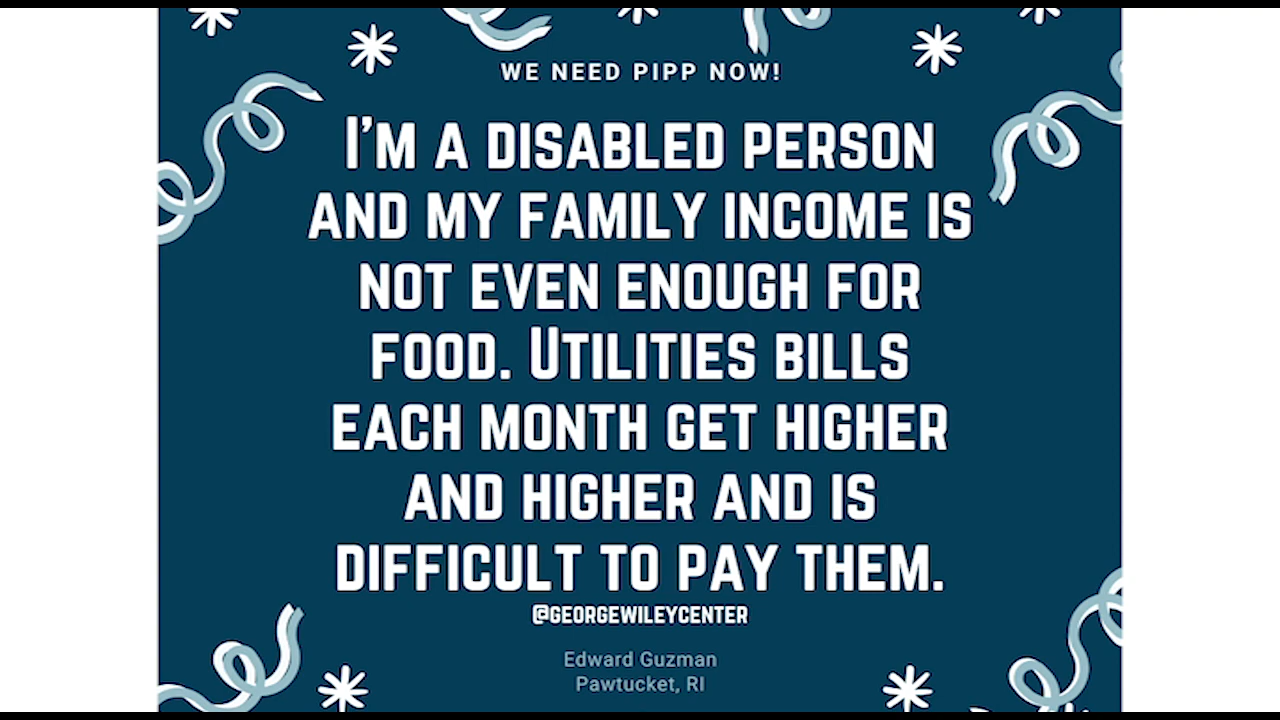 WE NEED PIPP NOW!
I'M A DISABLED PERSON
AND MY FAMILY INCOME IS
NOT EVEN ENOUGH FOR
FOOD. UTILITIES BILLS
EACH MONTH GET HIGHER
AND HIGHER AND IS
DIFFICULT TO PAY THEM.
@GEORGEWILEYCENTER
Edward Guzman
Pawtucket, RI